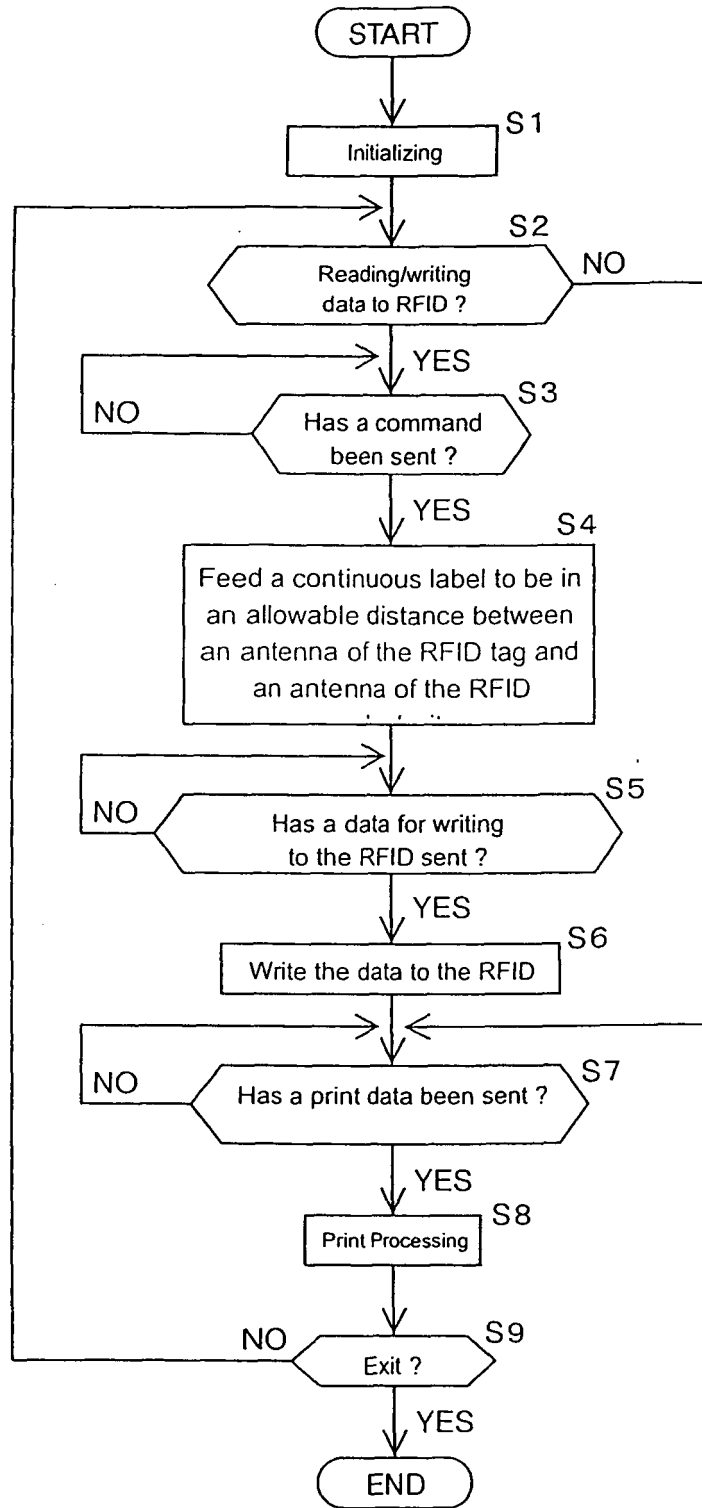 START
S1
Initializing
S2
Reading/writing
data to RFID ?
NO
YES
S3
NO
Has a command
been sent ?
YES
S4
Feed a continuous label to be in
an allowable distance between
an antenna of the RFID tag and
an antenna of the RFID
S5
NO
Has a data for writing
to the RFID sent ?
YES
S6
Write the data to the RFID
S7
NO
Has a print data been sent ?
YES
S8
Print Processing
NO
S9
Exit ?
YES
END